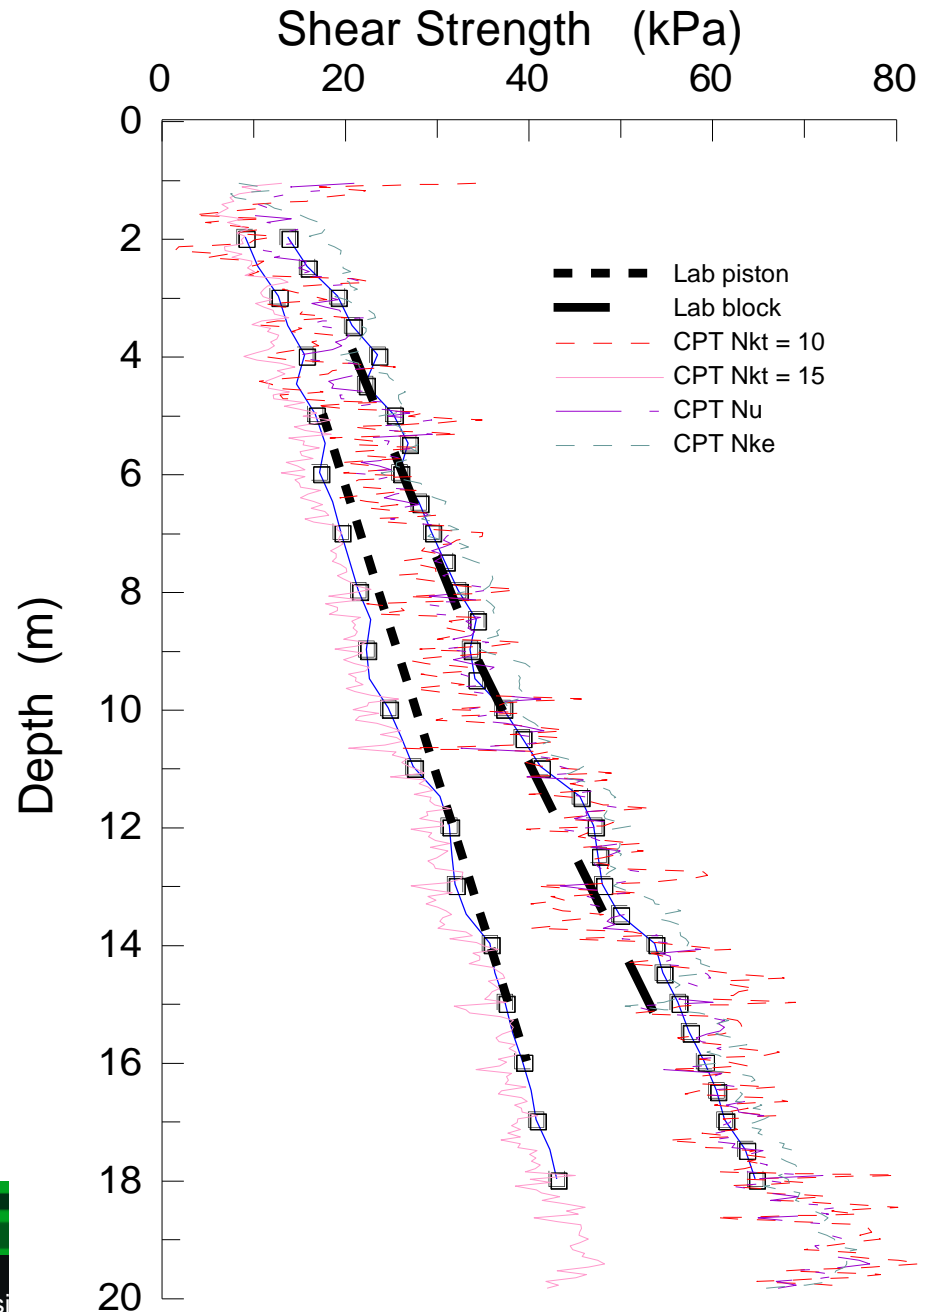 Shear Strength (kPa)
0 20 40 60 80
0
2
Lab piston
Lab block
CPT Nkt = 10
4
CPT Nkt = 15
CPT Nu
CPT Nke
6
8
Depth (m)
10
12
14
16
18
20
si